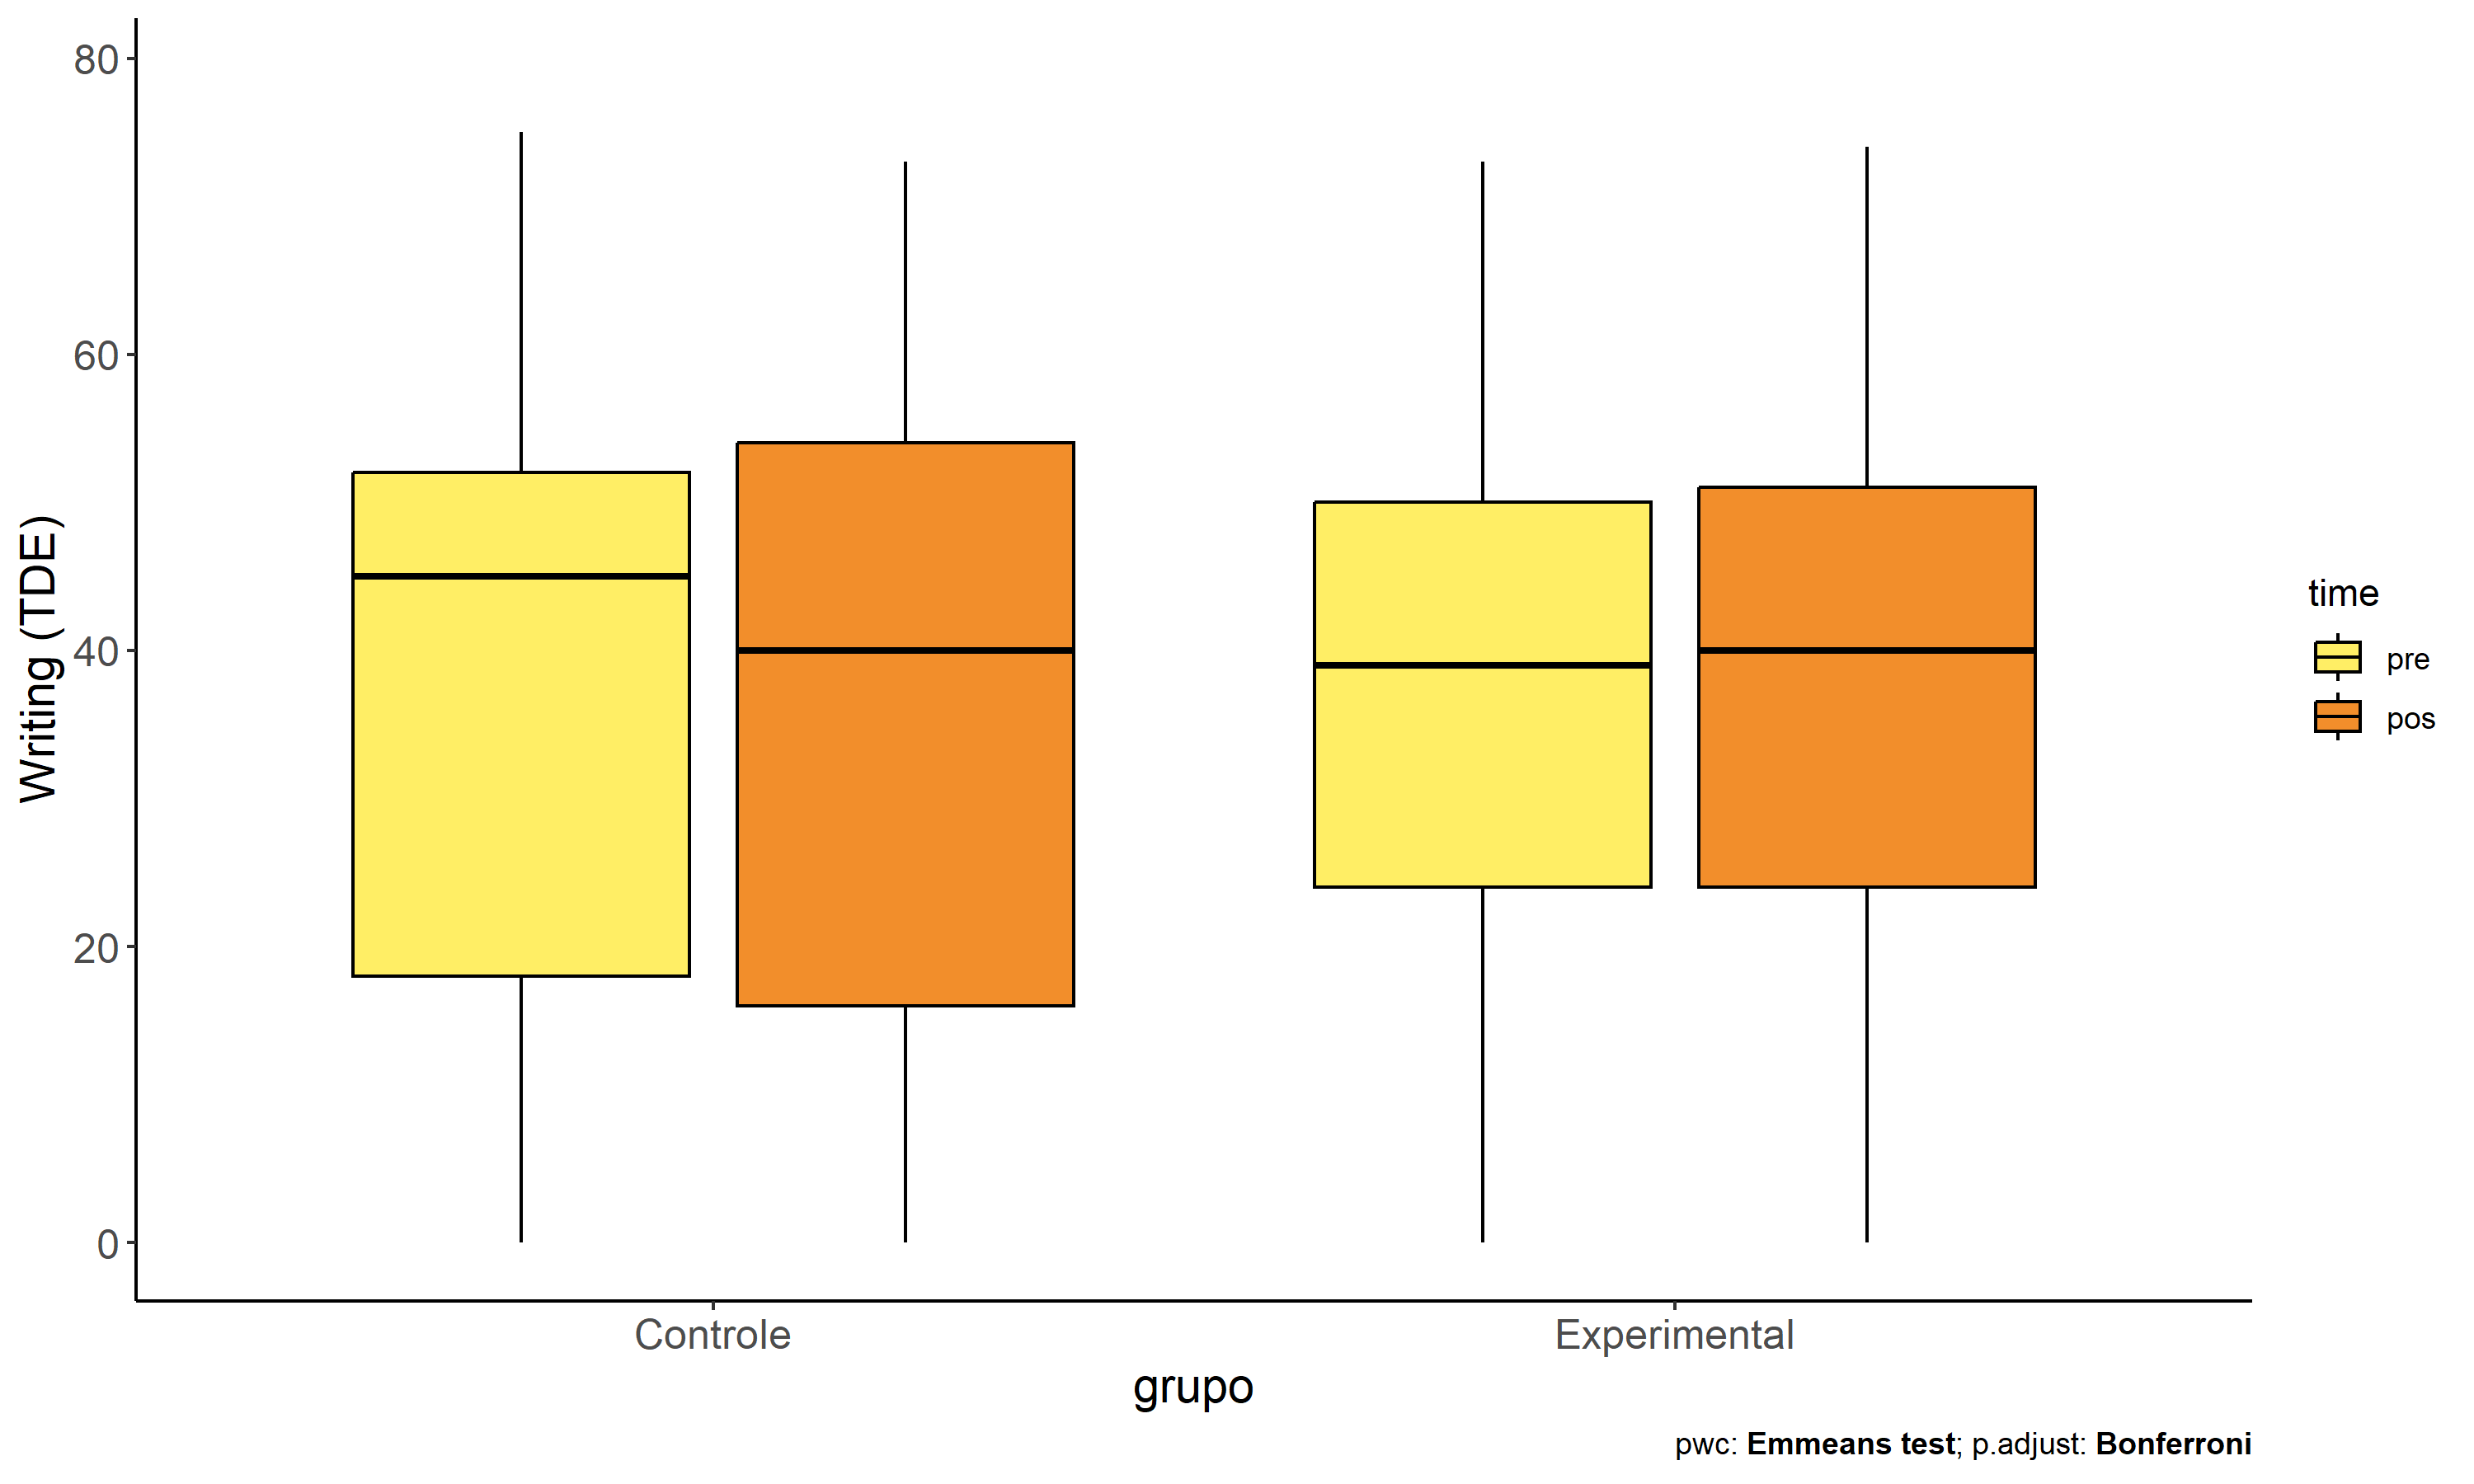 Writing (TDE)
80
60
40
20
0
Controle
Experimental
grupo
time
pre
pos
pwc: Emmeans test; p.adjust: Bonferroni